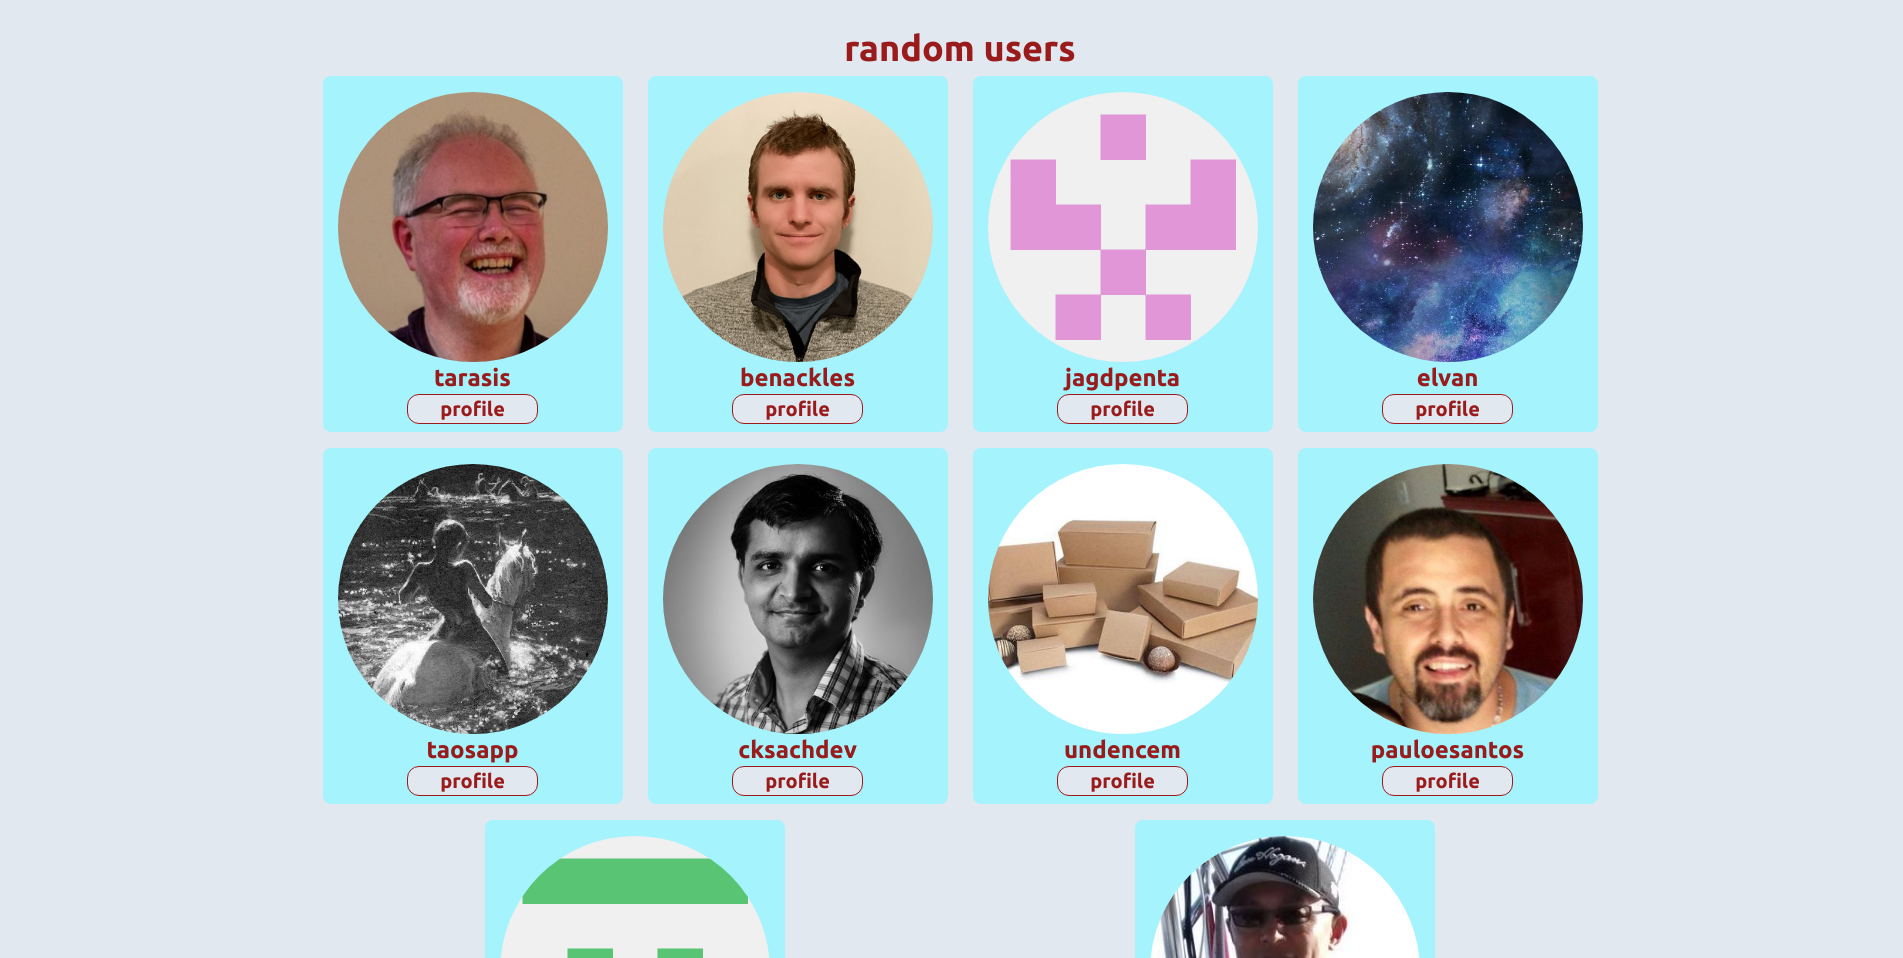 random users
tarasis
benackles
jagdpenta
elvan
profile
profile
profile
profile
taosapp
cksachdev
undencem
pauloesantos
profile
profile
profile
profile